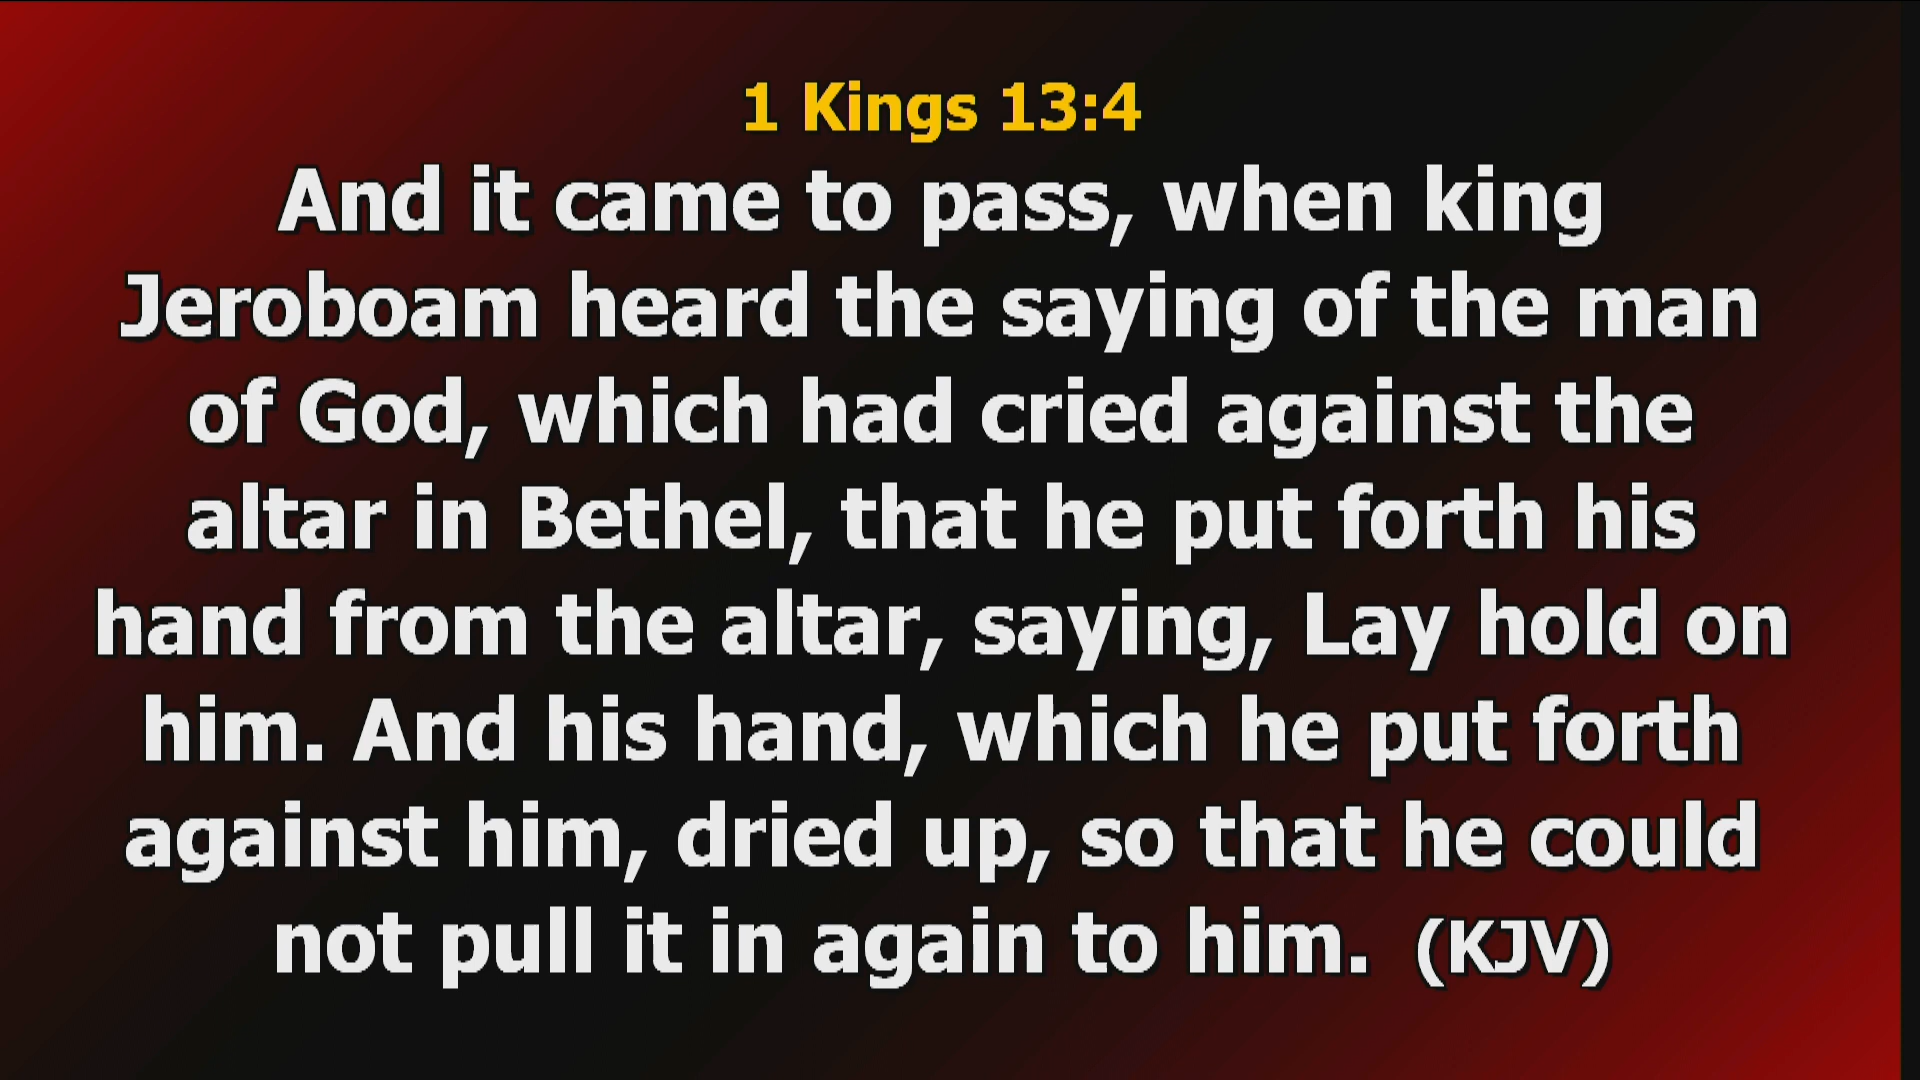 1 Kings 13:4
And it came to pass, when king
Jeroboam heard the saying of the man
of God, which had cried against the
altar in Bethel, that he put forth his
hand from the altar, saying, Lay hold on
him. And his hand, which he put forth
against him, dried up, so that he could
not pull it in again to him. (KJV)